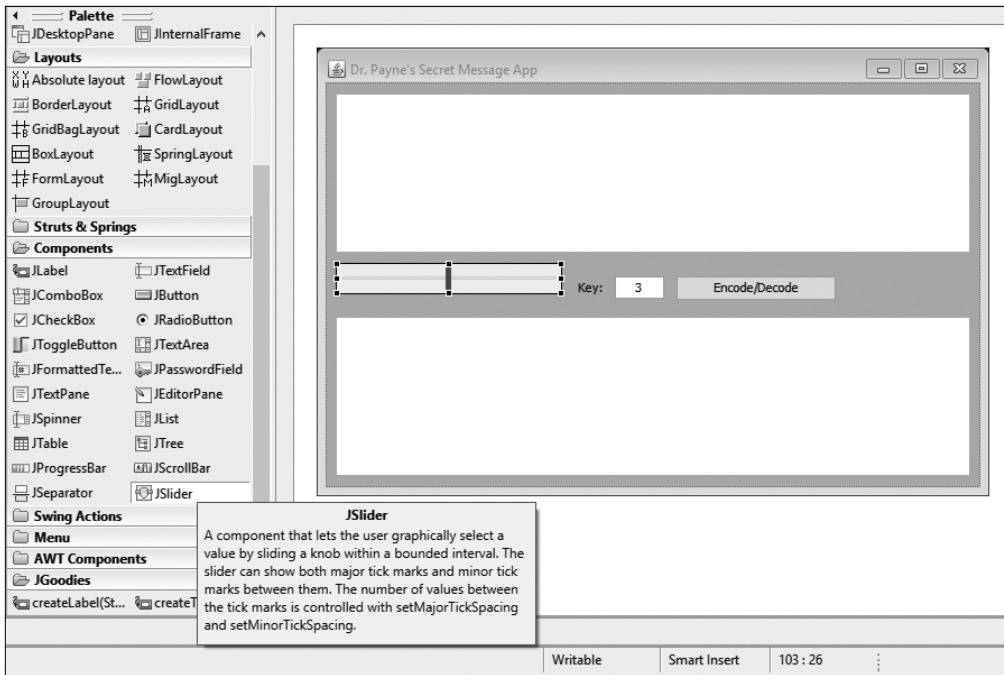 Palette
JDesktopPane JInternalFrame
Layouts
Absolute layout FlowLayout
BorderLayout GridLayout
GridBagLayout CardLayout
BoxLayout SpringLayout
FormLayout MigLayout
GroupLayout
Struts & Springs
Components
JLabel JTextField
JComboBox JButton
JCheckBox JRadioButton
JToggleButton JTextArea
JFormattedTe... JPasswordField
JTextPane JEditorPane
JSpinner JList
JTable JTree
JProgressBar JScrollBar
JSeparator JSlider
Swing Actions
Menu
AWT Components
JGoodies
createLabel(St... createT
JSlider
A component that lets the user graphically select a
value by sliding a knob within a bounded interval. The
slider can show both major tick marks and minor tick
marks between them. The number of values between
the tick marks is controlled with setMajorTickSpacing
and setMinorTickSpacing.
Dr. Payne's Secret Message App
Key: 3 Encode/Decode
Writable Smart Insert 103 : 26